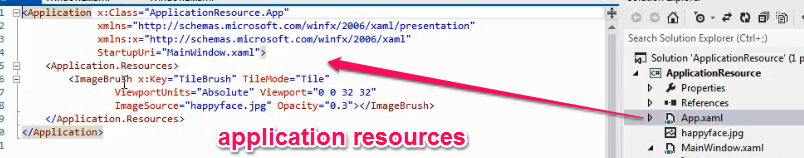 <Application x:Class="ApplicationResource.App"
xmlns="http://schemas.microsoft.com/winfx/2006/xaml/presentation"
xmlns:x="http://schemas.microsoft.com/winfx/2006/xaml"
StartupUri="MainWindow.xaml">
<Application.Resources>
<ImageBrush x:Key="TileBrush" TileMode="Tile"
ViewportUnits="Absolute" Viewport="0 0 32 32"
ImageSource="happyface.jpg" Opacity="0.3"></ImageBrush>
</Application.Resources>
</Application>
application resources
Search Solution Explorer (Ctrl+;)
Solution 'ApplicationResource' (1 proje
ApplicationResource
Properties
References
App.xaml
happyface.jpg
MainWindow.xaml